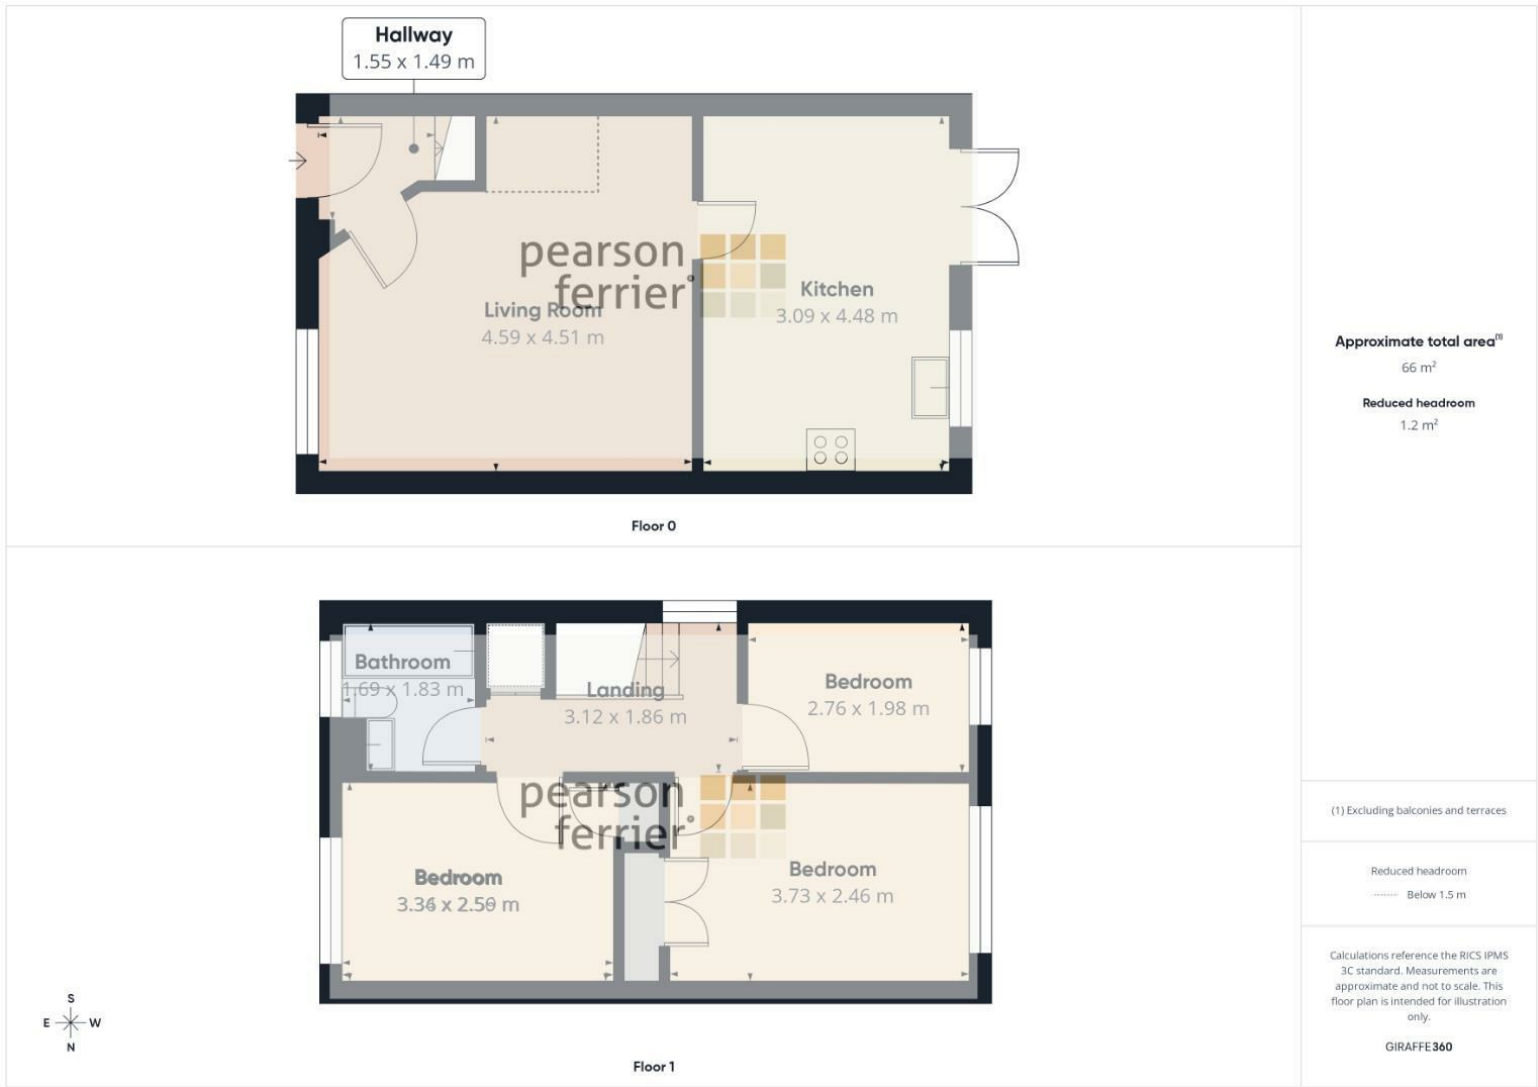 Hallway
1.55 x 1.49 m
pearson
ferrier
Living Room
4.59 x 4.51 m
Kitchen
3.09 x 4.48 m
Floor 0
Approximate total area(1)
66 m²
Reduced headroom
1.2 m²
Bathroom
1.69 x 1.83 m
Landing
3.12 x 1.86 m
Bedroom
2.76 x 1.98 m
pearson
ferrier
Bedroom
x m
Bedroom
3.73 x 2.46 m
S
E W
N
Floor 1
(1) Excluding balconies and terraces
Reduced headroom
Below 1.5 m
Calculations reference the RICS IPMS
3C standard. Measurements are
approximate and not to scale. This
floor plan is intended for illustration
only.
GIRAFFE360